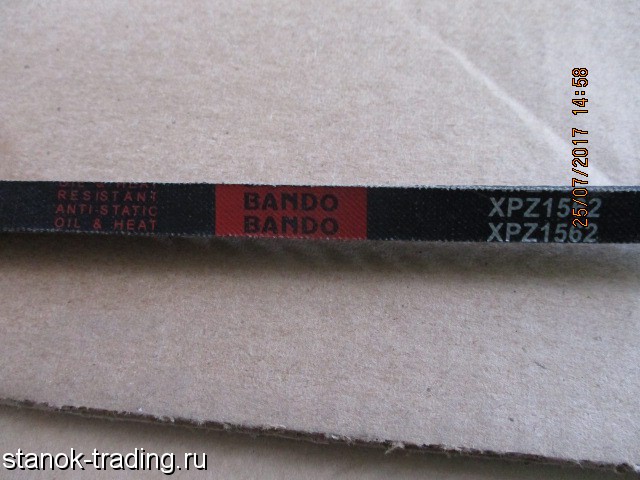 RESISTANT
ANTI-STATIC
OIL & HEAT
BANDO
BANDO
XPZ1562
XPZ1562
25/07/2017 14:58
stanok-trading.ru